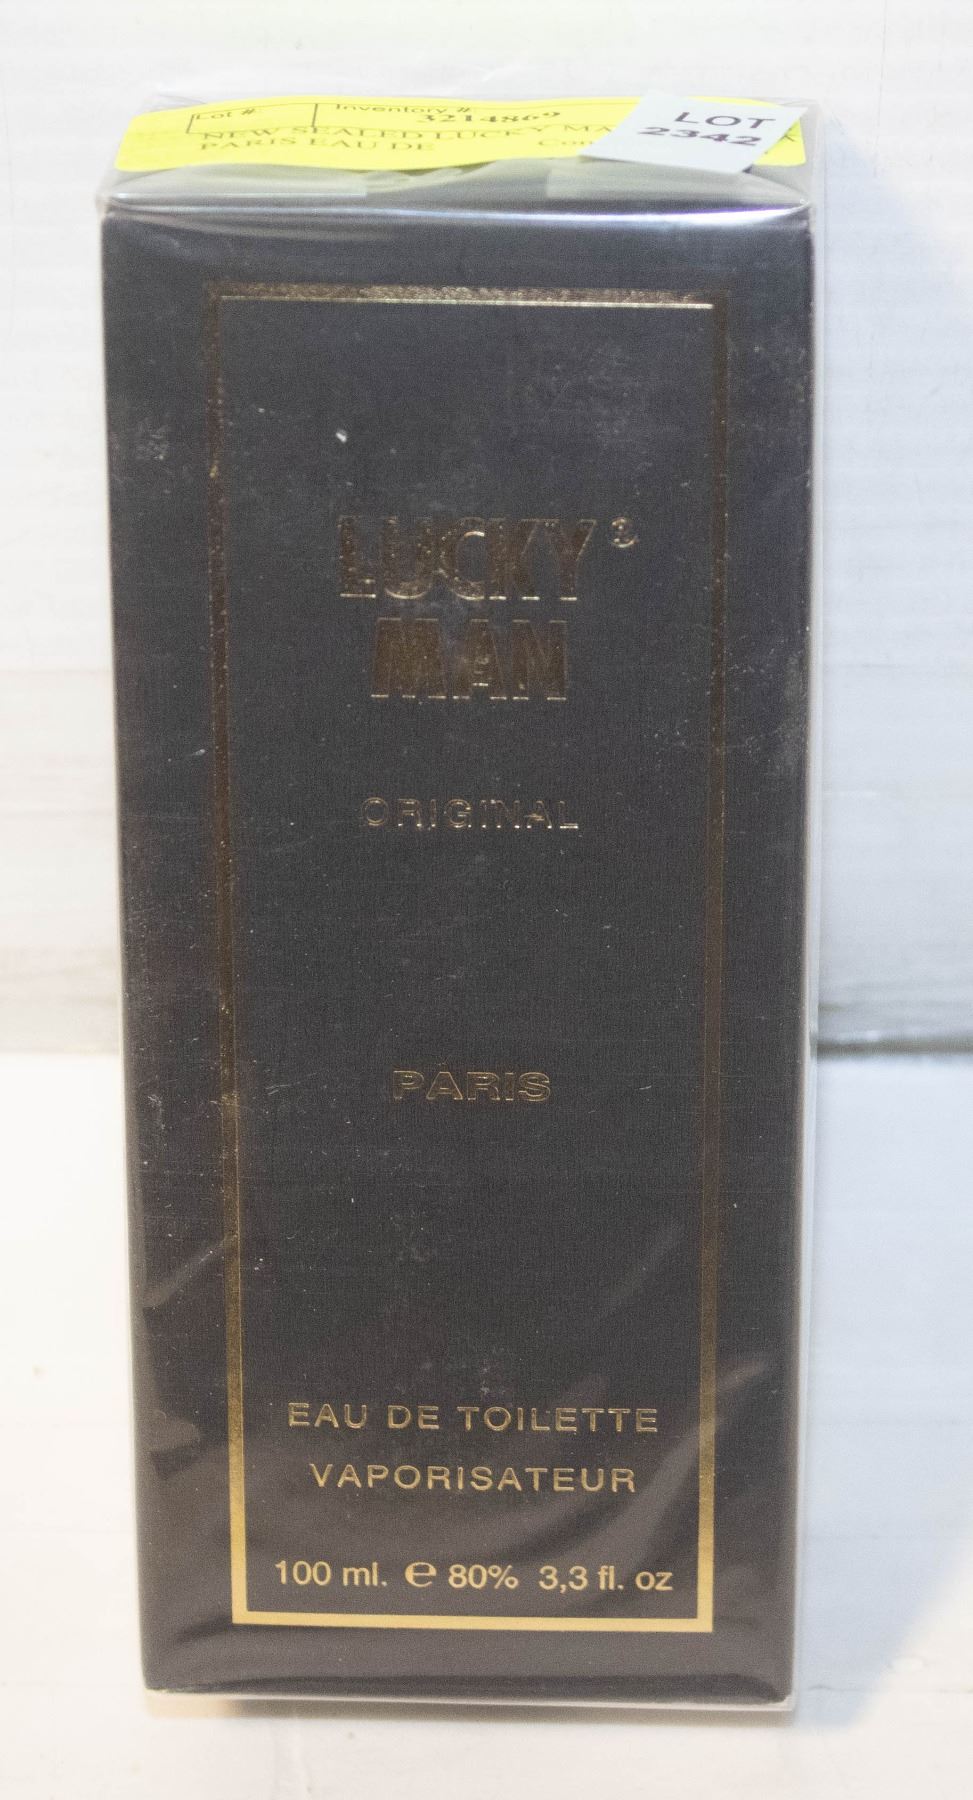 Lot #
Inventory #
3214869
LOT
2342
NEW SEALED LUCKY MA
PARIS EAU DE
LUCKY
MAN
ORIGINAL
PARIS
EAU DE TOILETTE
VAPORISATEUR
100 ml. ℮ 80% 3,3 fl. oz